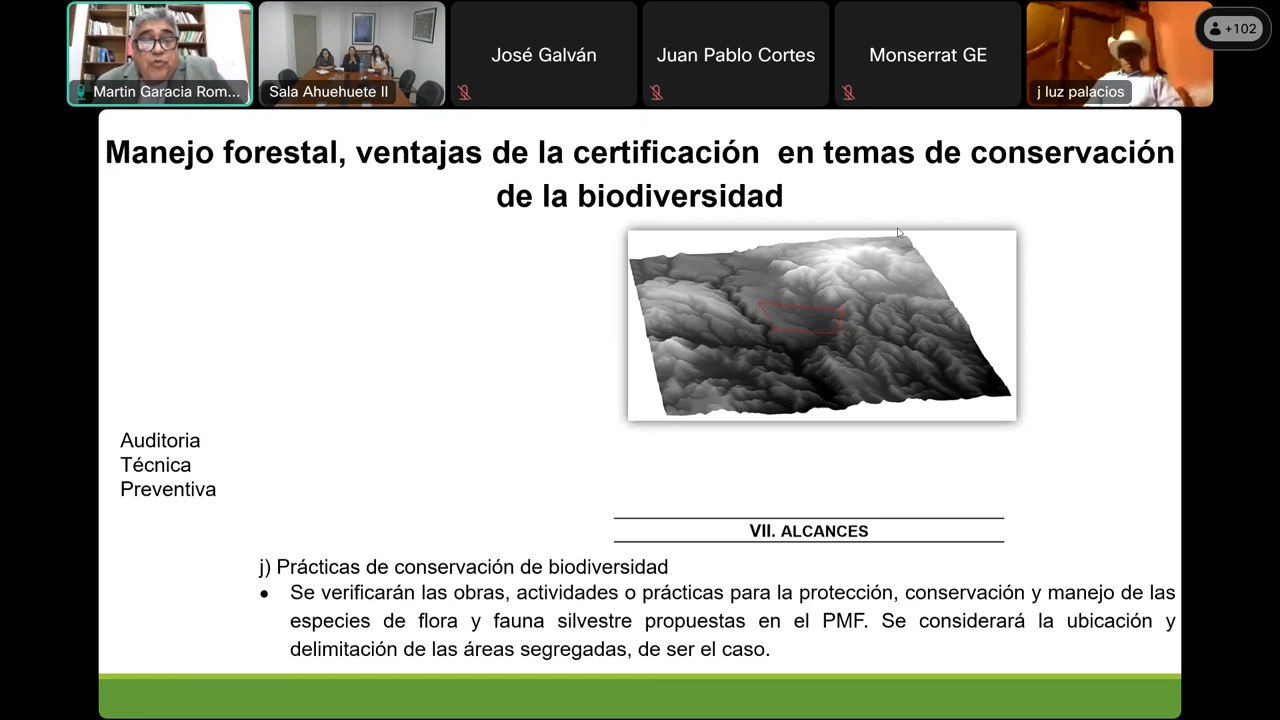 Martin Garacia Rom...
Sala Ahuehuete II
José Galván
Juan Pablo Cortes
Monserrat GE
j luz palacios
+102
Manejo forestal, ventajas de la certificación en temas de conservación
de la biodiversidad
Auditoria
Técnica
Preventiva
VII. ALCANCES
j) Prácticas de conservación de biodiversidad
• Se verificarán las obras, actividades o prácticas para la protección, conservación y manejo de las
especies de flora y fauna silvestre propuestas en el PMF. Se considerará la ubicación y
delimitación de las áreas segregadas, de ser el caso.